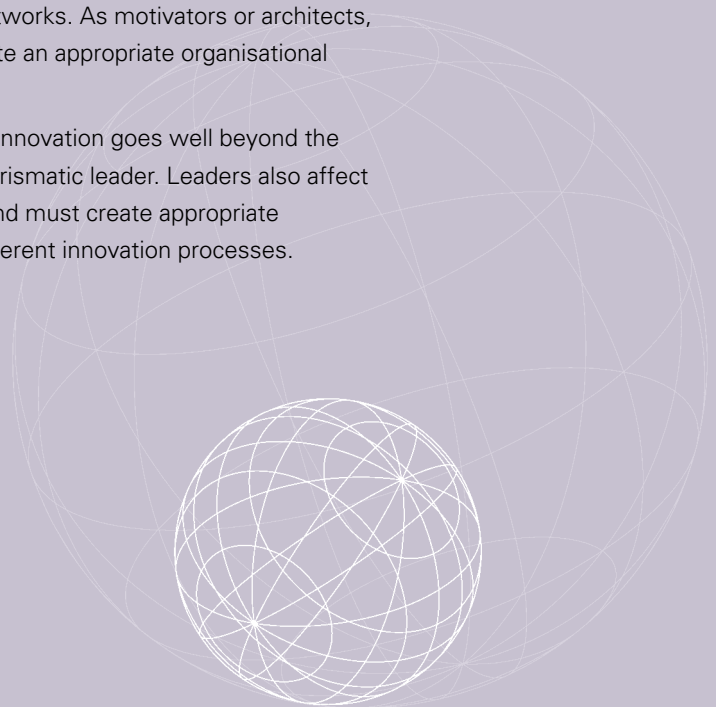 tworks. As motivators or architects,
te an appropriate organisational
nnovation goes well beyond the
rismatic leader. Leaders also affect
nd must create appropriate
erent innovation processes.